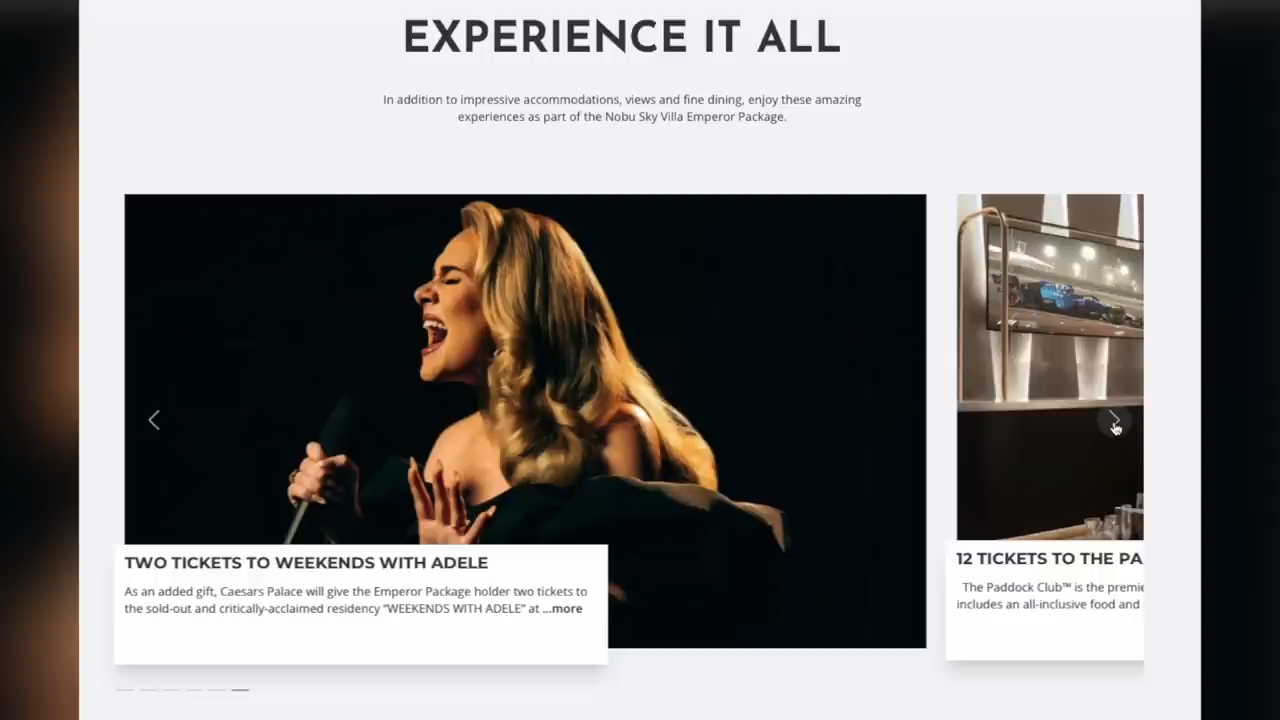 EXPERIENCE IT ALL
In addition to impressive accommodations, views and fine dining, enjoy these amazing
experiences as part of the Nobu Sky Villa Emperor Package.
TWO TICKETS TO WEEKENDS WITH ADELE
As an added gift, Caesars Palace will give the Emperor Package holder two tickets to
the sold-out and critically-acclaimed residency “WEEKENDS WITH ADELE” at ...more
12 TICKETS TO THE PA
The Paddock Club™ is the premie
includes an all-inclusive food and